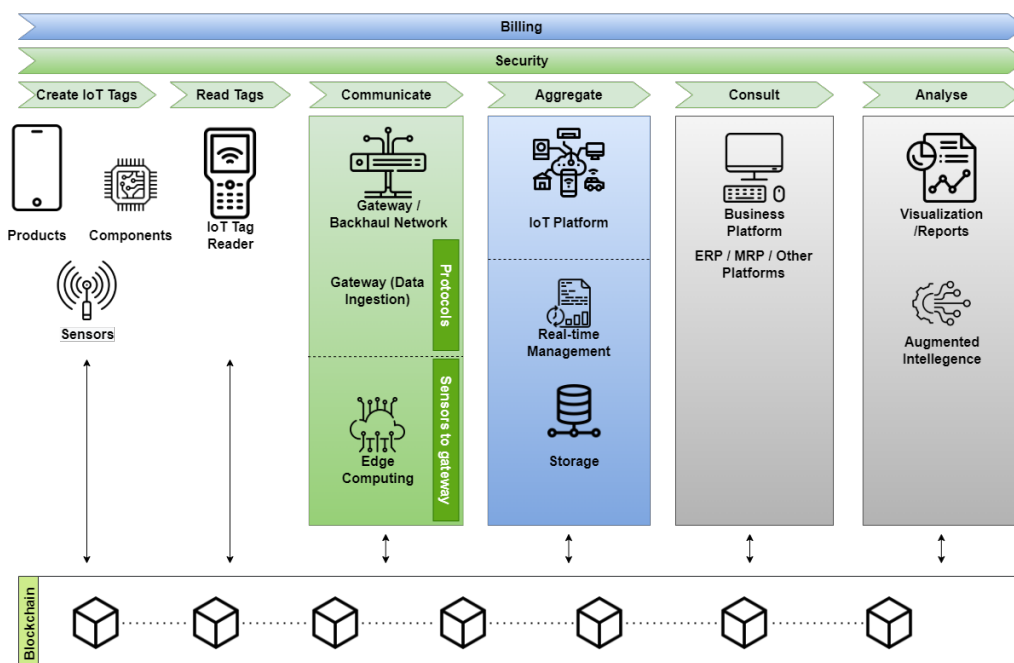 Billing
Security
Create IoT Tags
Read Tags
Communicate
Aggregate
Consult
Analyse
Products
Components
Sensors
IoT Tag
Reader
Gateway /
Backhaul Network
Gateway (Data
Ingestion)
Protocols
Edge
Computing
Sensors to gateway
IoT Platform
Real-time
Management
Storage
Business
Platform
ERP / MRP / Other
Platforms
Visualization
/Reports
Augmented
Intellegence
Blockchain